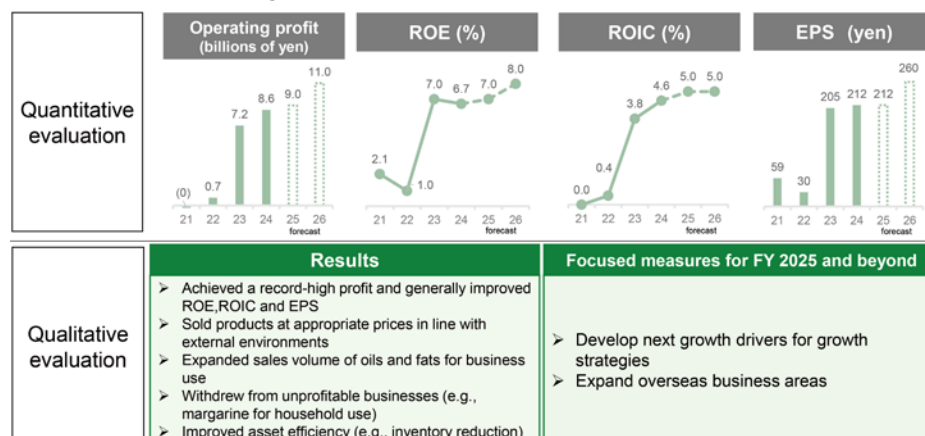 Operating profit
(billions of yen)
ROE (%)
ROIC (%)
EPS (yen)
Quantitative
evaluation
(0)
0.7
7.2
8.6
9.0
11.0
21 22 23 24 25 26
forecast
2.1
1.0
7.0
6.7
7.0
8.0
21 22 23 24 25 26
forecast
0.0
0.4
3.8
4.6
5.0
5.0
21 22 23 24 25 26
forecast
59
30
205
212
212
260
21 22 23 24 25 26
forecast
Qualitative
evaluation
Results
➢ Achieved a record-high profit and generally improved
ROE,ROIC and EPS
➢ Sold products at appropriate prices in line with
external environments
➢ Expanded sales volume of oils and fats for business
use
➢ Withdrew from unprofitable businesses (e.g.,
margarine for household use)
➢ Improved asset efficiency (e.g., inventory reduction)
Focused measures for FY 2025 and beyond
➢ Develop next growth drivers for growth
strategies
➢ Expand overseas business areas